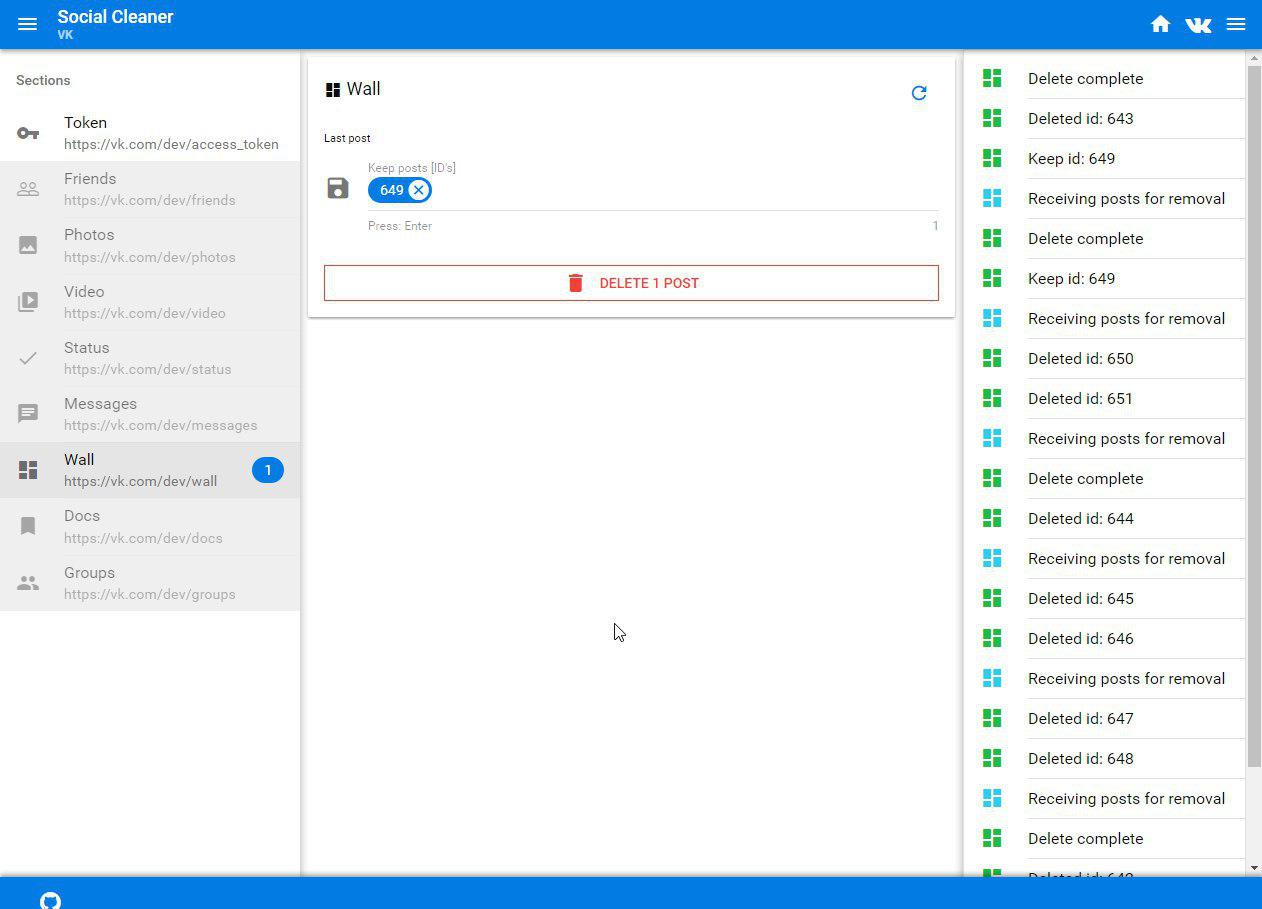 Social Cleaner
VK
Sections
Token
https://vk.com/dev/access_token
Friends
https://vk.com/dev/friends
Photos
https://vk.com/dev/photos
Video
https://vk.com/dev/video
Status
https://vk.com/dev/status
Messages
https://vk.com/dev/messages
Wall
https://vk.com/dev/wall
1
Docs
https://vk.com/dev/docs
Groups
https://vk.com/dev/groups
Wall
Last post
Keep posts [ID's]
649
Press: Enter
1
DELETE 1 POST
Delete complete
Deleted id: 643
Keep id: 649
Receiving posts for removal
Delete complete
Keep id: 649
Receiving posts for removal
Deleted id: 650
Deleted id: 651
Receiving posts for removal
Delete complete
Deleted id: 644
Receiving posts for removal
Deleted id: 645
Deleted id: 646
Receiving posts for removal
Deleted id: 647
Deleted id: 648
Receiving posts for removal
Delete complete
Deleted id: